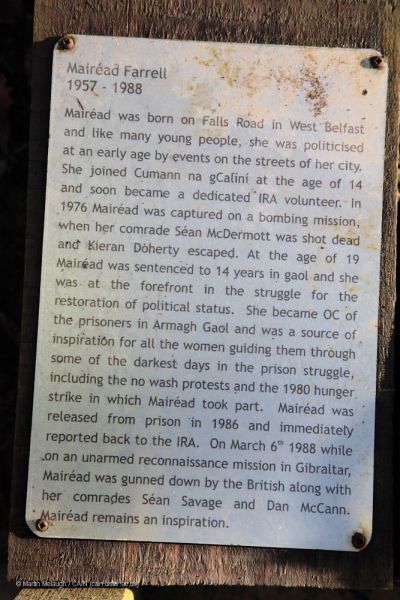 Mairéad Farrell
1957 - 1988
Mairéad was born on Falls Road in West Belfast
and like many young people, she was politicised
at an early age by events on the streets of her city.
She joined Cumann na gCalíní at the age of 14
and soon became a dedicated IRA volunteer. In
1976 Mairéad was captured on a bombing mission,
when her comrade Séan McDermott was shot dead
and Kieran Doherty escaped. At the age of 19
Mairéad was sentenced to 14 years in gaol and she
was at the forefront in the struggle for the
restoration of political status. She became OC of
the prisoners in Armagh Gaol and was a source of
inspiration for all the women guiding them through
some of the darkest days in the prison struggle,
including the no wash protests and the 1980 hunger
strike in which Mairéad took part. Mairéad was
released from prison in 1986 and immediately
reported back to the IRA. On March 6th 1988 while
on an unarmed reconnaissance mission in Gibraltar,
Mairéad was gunned down by the British along with
her comrades Séan Savage and Dan McCann.
Mairéad remains an inspiration.
© Martin Melaugh / CAIN